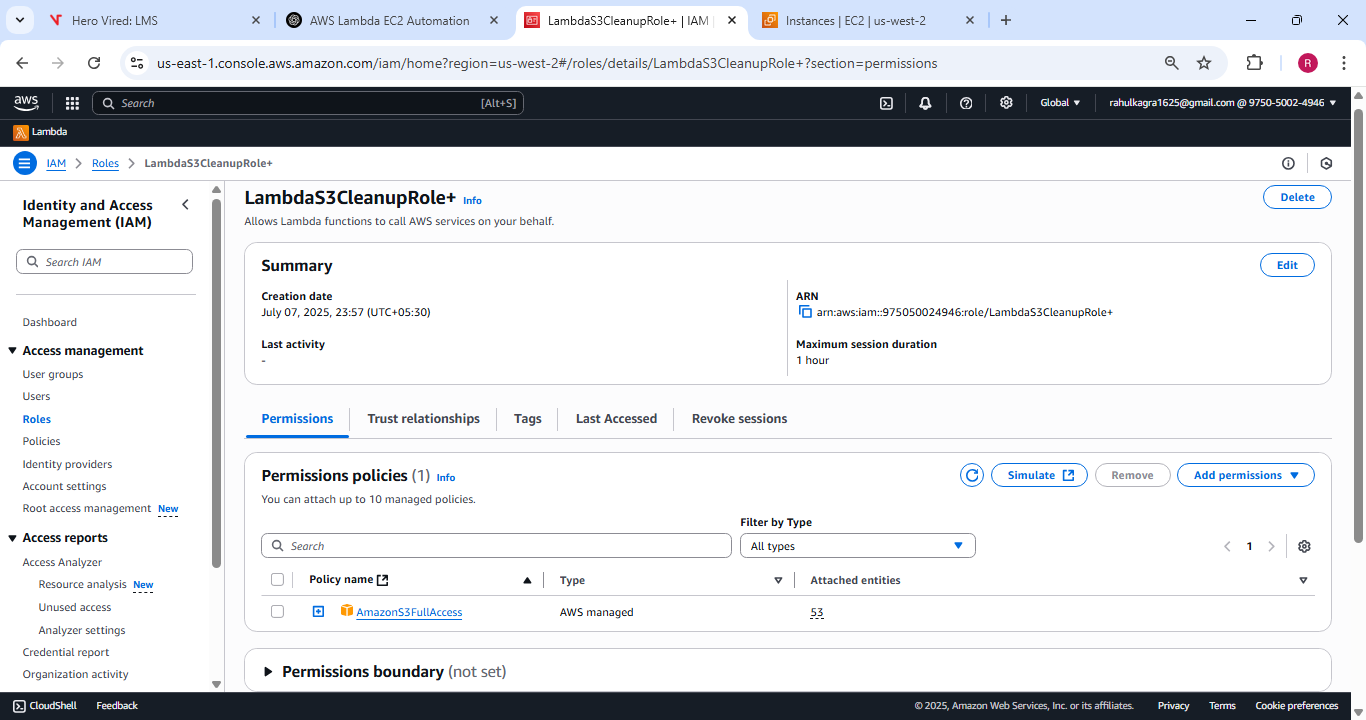 Hero Vired: LMS
AWS Lambda EC2 Automation
LambdaS3CleanupRole+ | IAM |
Instances | EC2 | us-west-2
us-east-1.console.aws.amazon.com/iam/home?region=us-west-2#/roles/details/LambdaS3CleanupRole+?section=permissions
R
aws
Search
[Alt+S]
Global
rahulkagra1625@gmail.com @ 9750-5002-4946
Lambda
IAM
Roles
LambdaS3CleanupRole+
Identity and Access
Management (IAM)
Search IAM
Dashboard
Access management
User groups
Users
Roles
Policies
Identity providers
Account settings
Root access management New
Access reports
Access Analyzer
Resource analysis New
Unused access
Analyzer settings
Credential report
Organization activity
LambdaS3CleanupRole+ Info
Delete
Allows Lambda functions to call AWS services on your behalf.
Summary
Edit
Creation date
July 07, 2025, 23:57 (UTC+05:30)
ARN
arn:aws:iam::975050024946:role/LambdaS3CleanupRole+
Last activity
-
Maximum session duration
1 hour
Permissions
Trust relationships
Tags
Last Accessed
Revoke sessions
Permissions policies (1) Info
You can attach up to 10 managed policies.
Simulate
Remove
Add permissions
Filter by Type
Search
All types
1
Policy name
Type
Attached entities
AmazonS3FullAccess
AWS managed
53
Permissions boundary (not set)
CloudShell
Feedback
© 2025, Amazon Web Services, Inc. or its affiliates.
Privacy
Terms
Cookie preferences